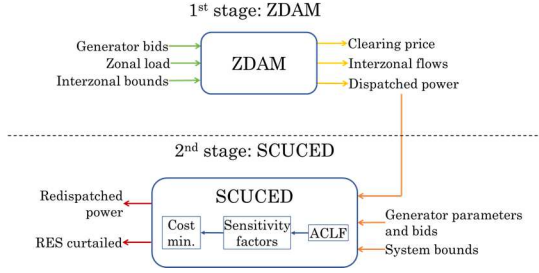 1st stage: ZDAM
Generator bids
Zonal load
Interzonal bounds
ZDAM
Clearing price
Interzonal flows
Dispatched power
2nd stage: SCUCED
SCUCED
Redispatched
power
RES curtailed
Cost
min.
Sensitivity
factors
ACLF
Generator parameters
and bids
System bounds